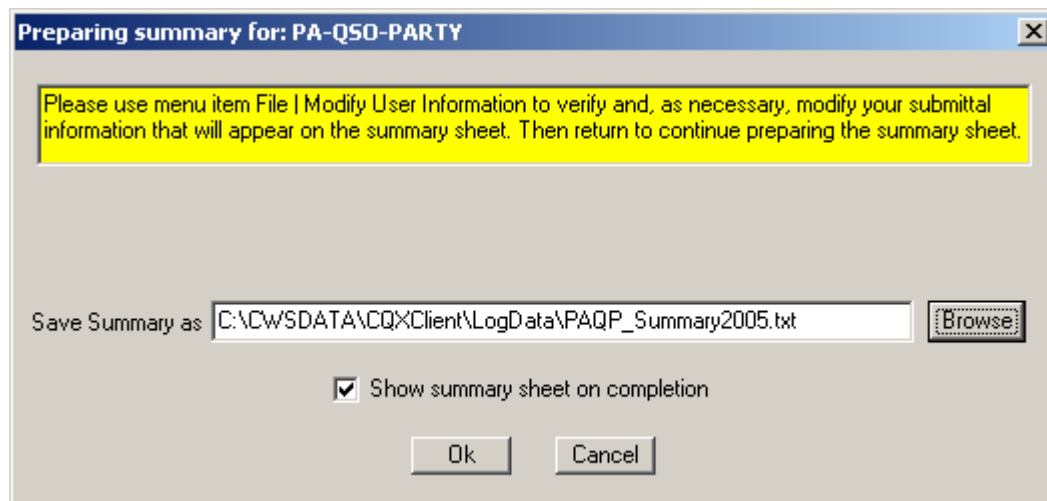 Preparing summary for: PA-QSO-PARTY
Please use menu item File | Modify User Information to verify and, as necessary, modify your submittal
information that will appear on the summary sheet. Then return to continue preparing the summary sheet.
Save Summary as C:\CWSDATA\CQXClient\LogData\PAQP_Summary2005.txt Browse
Show summary sheet on completion
Ok Cancel